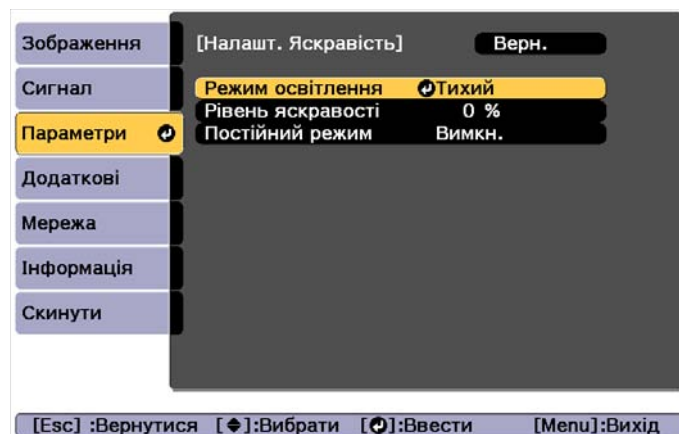 Зображення
Сигнал
Параметри
Додаткові
Мережа
Інформація
Скинути
[Налашт. Яскравість] Верн.
Режим освітлення Тихий
Рівень яскравості 0 %
Постійний режим Вимкн.
[Esc] :Вернутися [◆]:Вибрати [⏎]:Ввести [Menu]:Вихід